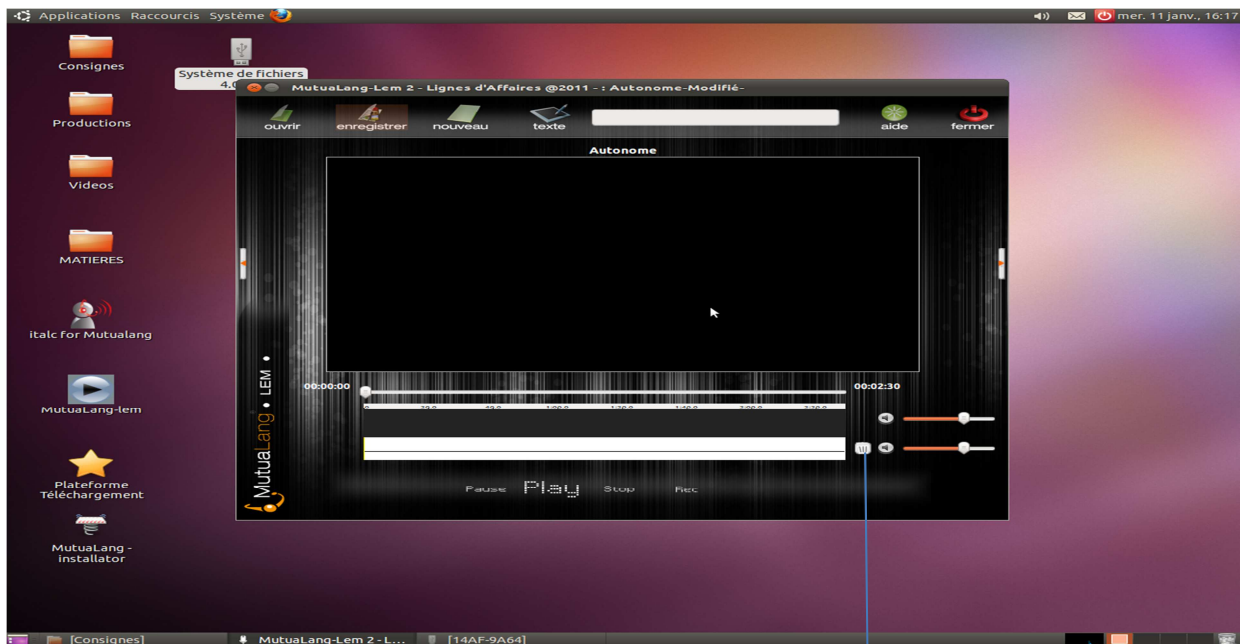 Applications Raccourcis Système
mer. 11 janv., 16:17
Consignes
Système de fichiers
4.0
Productions
Videos
MATIERES
italc for Mutualang
MutuaLang-lem
Plateforme
Téléchargement
MutuaLang -
installator
MutuaLang-Lem 2 - Lignes d'Affaires @2011 - : Autonome-Modifié-
ouvrir
enregistrer
nouveau
texte
aide
fermer
Autonome
00:00:00
00:02:30
MutuaLang • LEM •
Pause
Play
Stop
Rec
[Consignes]
MutuaLang-Lem 2 - L...
[14AF-9A64]